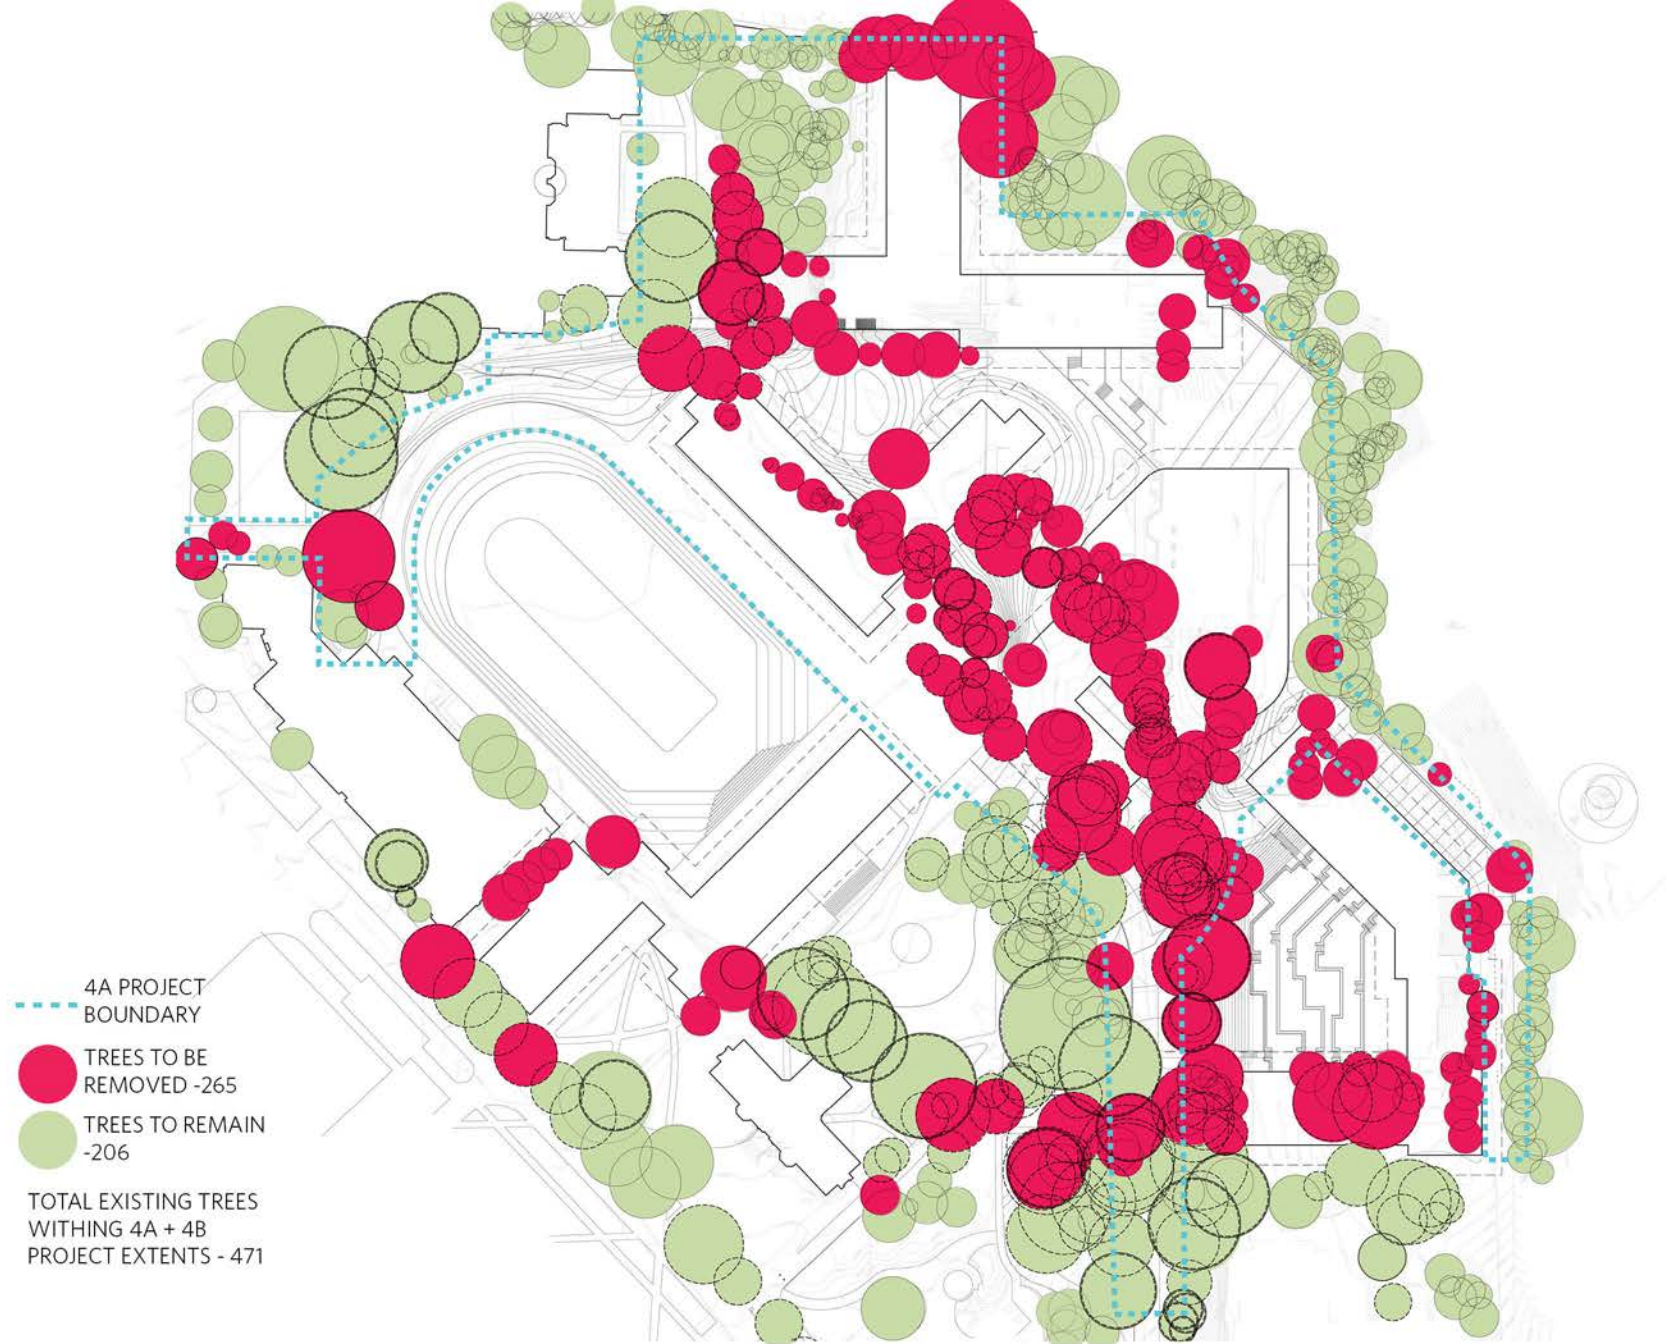 4A PROJECT
BOUNDARY
TREES TO BE
REMOVED -265
TREES TO REMAIN
-206
TOTAL EXISTING TREES
WITHING 4A + 4B
PROJECT EXTENTS - 471